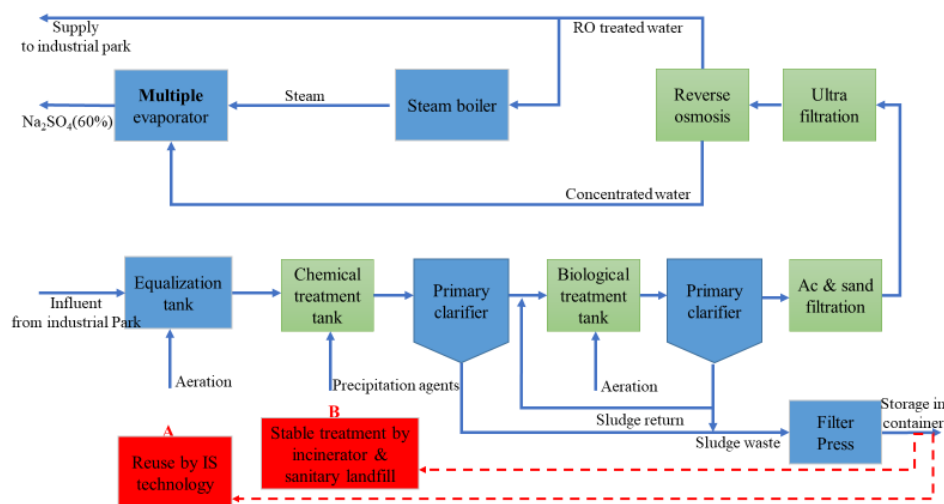 Supply
to industrial park
RO treated water
Multiple
evaporator
Steam
Steam boiler
Reverse
osmosis
Ultra
filtration
Na₂SO₄(60%)
Concentrated water
Equalization
tank
Chemical
treatment
tank
Primary
clarifier
Biological
treatment
tank
Primary
clarifier
Ac & sand
filtration
Influent
from industrial Park
Aeration
Precipitation agents
Aeration
Sludge return
Sludge waste
Filter
Press
Storage in
container
A
Reuse by IS
technology
B
Stable treatment by
incinerator &
sanitary landfill